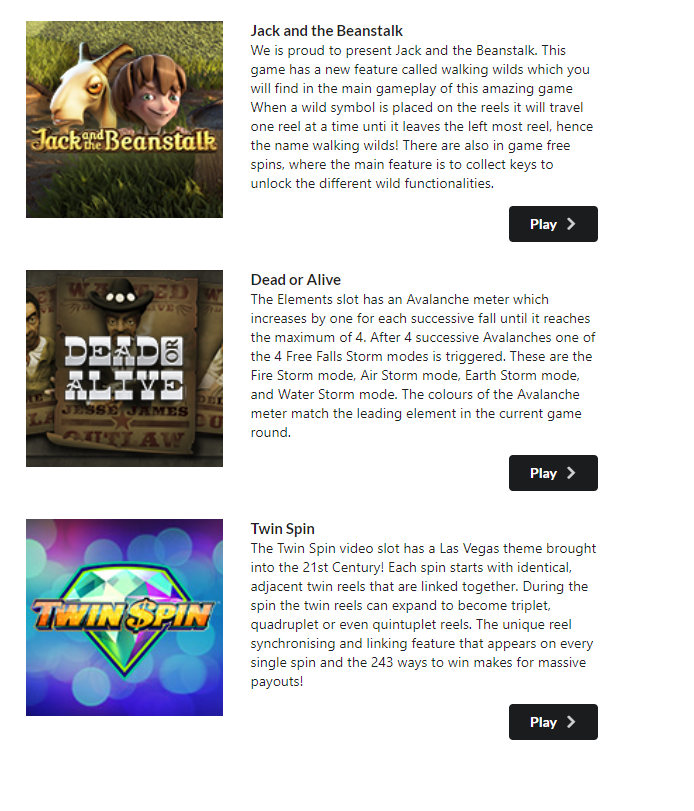 Jack and the Beanstalk
We is proud to present Jack and the Beanstalk. This
game has a new feature called walking wilds which you
will find in the main gameplay of this amazing game
When a wild symbol is placed on the reels it will travel
one reel at a time unti it leaves the left most reel, hence
the name walking wilds! There are also in game free
spins, where the main feature is to collect keys to
unlock the different wild functionalities.
Jack and the Beanstalk
Play
Dead or Alive
The Elements slot has an Avalanche meter which
increases by one for each successive fall until it reaches
the maximum of 4. After 4 successive Avalanches one of
the 4 Free Falls Storm modes is triggered. These are the
Fire Storm mode, Air Storm mode, Earth Storm mode,
and Water Storm mode. The colours of the Avalanche
meter match the leading element in the current game
round.
WANTED
DEAD OR
ALIVE
JESSE JAMES
OUTLAW
Play
Twin Spin
The Twin Spin video slot has a Las Vegas theme brought
into the 21st Century! Each spin starts with identical,
adjacent twin reels that are linked together. During the
spin the twin reels can expand to become triplet,
quadruplet or even quintuplet reels. The unique reel
synchronising and linking feature that appears on every
single spin and the 243 ways to win makes for massive
payouts!
TWIN $PIN
Play